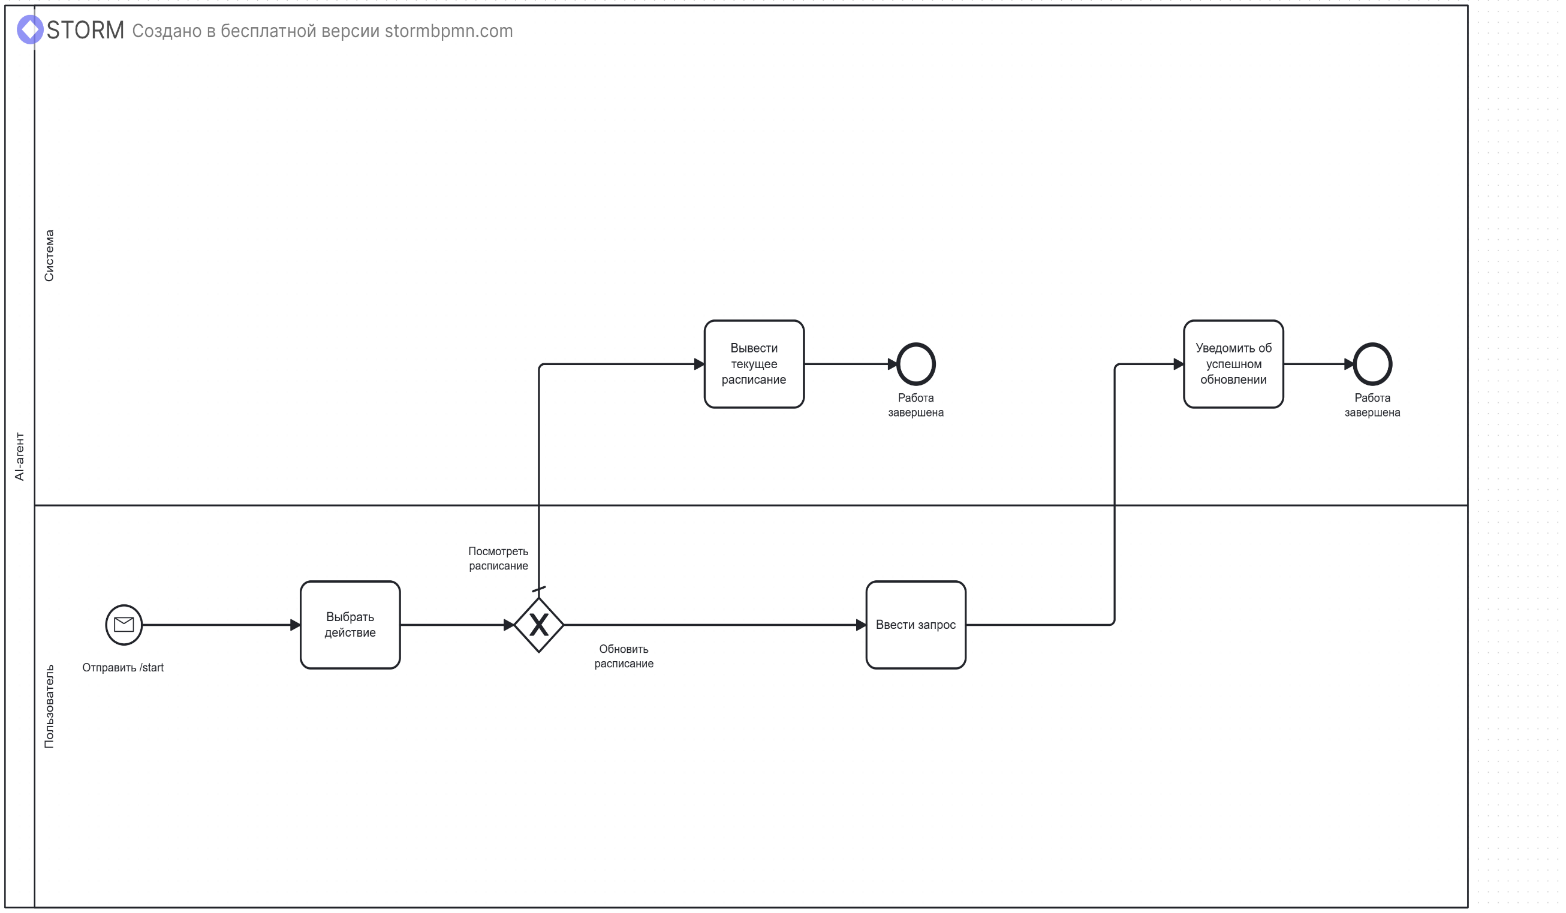 STORM Создано в бесплатной версии stormbpmn.com
AI-агент
Система
Вывести
текущее
расписание
Работа
завершена
Уведомить об
успешном
обновлении
Работа
завершена
Пользователь
Отправить /start
Выбрать
действие
Посмотреть
расписание
Обновить
расписание
Ввести запрос